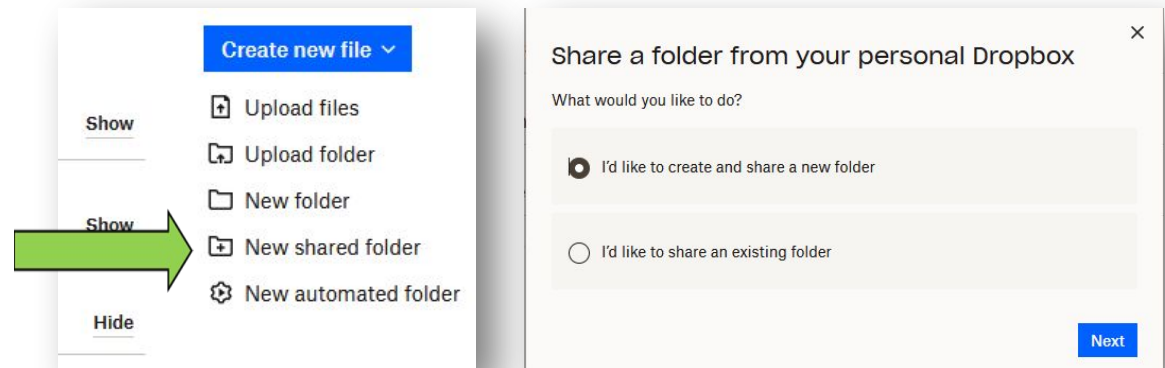 Create new file
Upload files
Show
Upload folder
New folder
Show
New shared folder
New automated folder
Hide
Share a folder from your personal Dropbox
What would you like to do?
I'd like to create and share a new folder
I'd like to share an existing folder
Next